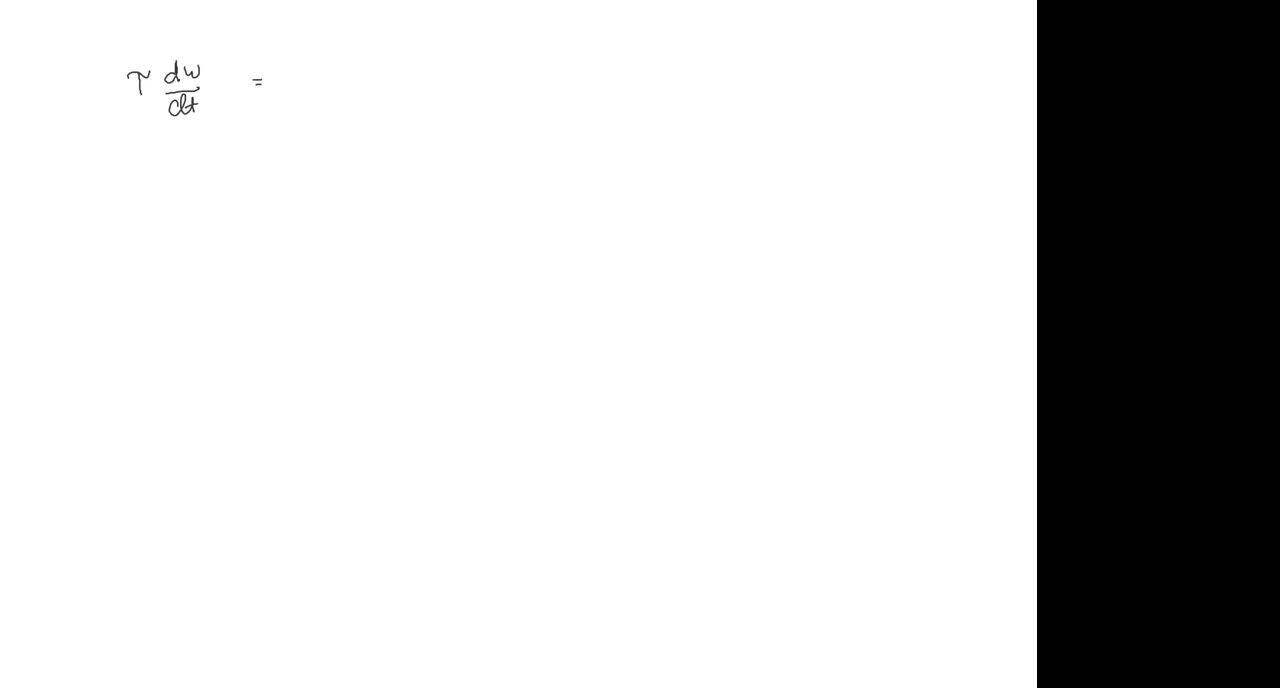 τ dw/dt =